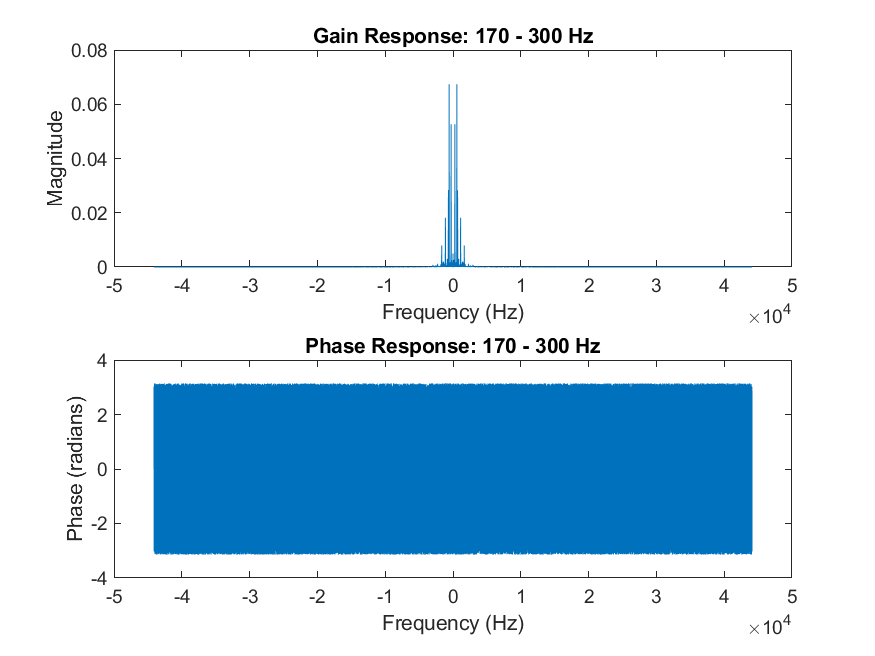 Gain Response: 170 - 300 Hz
0.08
0.06
0.04
0.02
0
Magnitude
-5 -4 -3 -2 -1 0 1 2 3 4 5
Frequency (Hz)
×10⁴
Phase Response: 170 - 300 Hz
4
2
0
-2
-4
Phase (radians)
-5 -4 -3 -2 -1 0 1 2 3 4 5
Frequency (Hz)
×10⁴